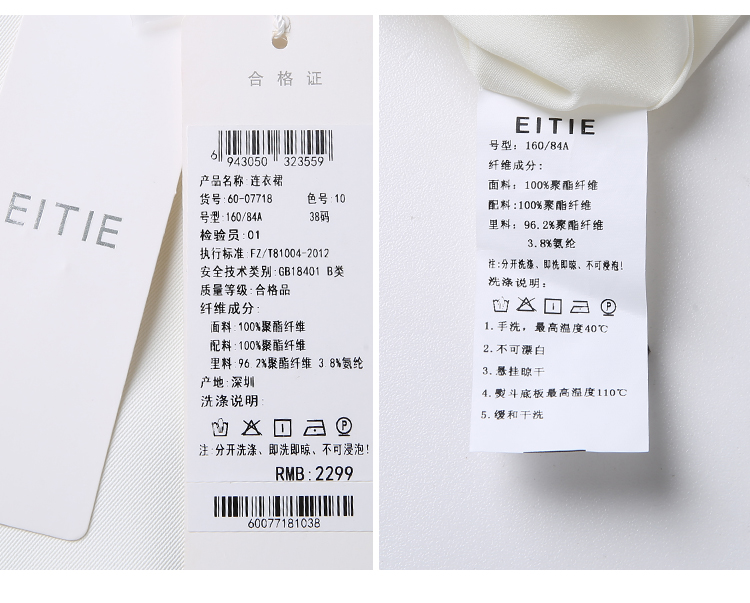 EITIE
合格证
6 943050 323559
产品名称:连衣裙
货号:60-07718 色号:10
号型:160/84A 38码
检验员:01
执行标准:FZ/T81004-2012
安全技术类别:GB18401 B类
质量等级:合格品
纤维成分:
面料:100%聚酯纤维
配料:100%聚酯纤维
里料:96.2%聚酯纤维 3.8%氨纶
产地:深圳
洗涤说明:
P
注:分开洗涤、即洗即晾、不可浸泡!
RMB:2299
60077181038
EITIE
号型: 160/84A
纤维成分:
面料: 100%聚酯纤维
配料:100%聚酯纤维
里料: 96.2%聚酯纤维
3.8%氨纶
注:分开洗涤、即洗即晾、不可浸泡!
洗涤说明:
P
1.手洗, 最高温度40℃
2.不可漂白
3.悬挂晾干
4.熨斗底板最高温度110℃
5.缓和干洗